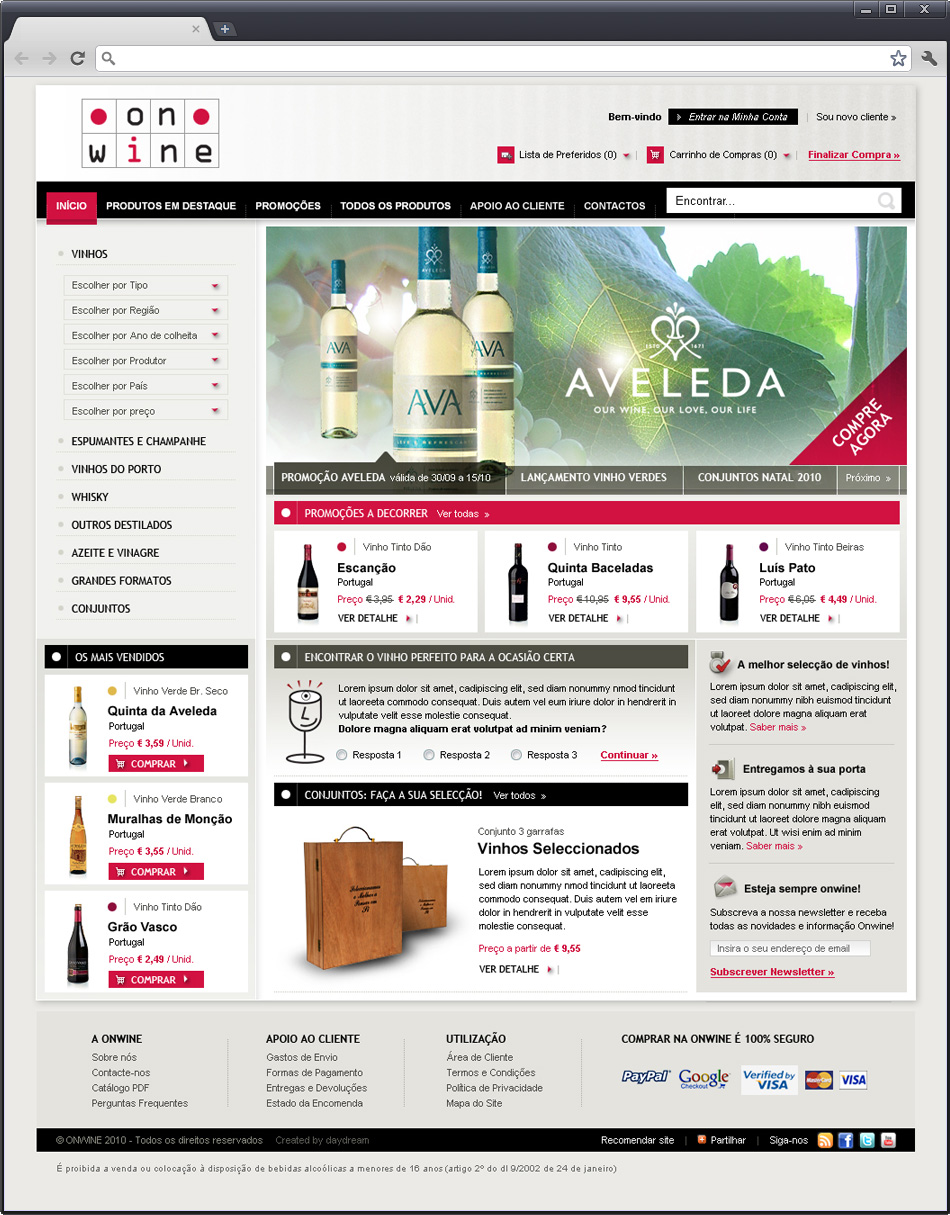 on
wine
Bem-vindo Entrar na Minha Conta | Sou novo cliente »
Lista de Preferidos (0) | Carrinho de Compras (0) | Finalizar Compra »
INÍCIO PRODUTOS EM DESTAQUE PROMOÇÕES TODOS OS PRODUTOS APOIO AO CLIENTE CONTACTOS Encontrar...
VINHOS
Escolher por Tipo
Escolher por Região
Escolher por Ano de colheita
Escolher por Produtor
Escolher por País
Escolher por preço
ESPUMANTES E CHAMPANHE
VINHOS DO PORTO
WHISKY
OUTROS DESTILADOS
AZEITE E VINAGRE
GRANDES FORMATOS
CONJUNTOS
AVELEDA
AVA
AVA
AVA
ESTD 1671
AVELEDA
OUR WINE, OUR LOVE, OUR LIFE
COMPRE
AGORA
PROMOÇÃO AVELEDA válida de 30/09 a 15/10
LANÇAMENTO VINHO VERDES
CONJUNTOS NATAL 2010
Próximo »
PROMOÇÕES A DECORRER Ver todas »
Vinho Tinto Dão
Escanção
Portugal
Preço € 3,95 € 2,29 / Unid.
VER DETALHE
Vinho Tinto
Quinta Baceladas
Portugal
Preço € 10,95 € 9,55 / Unid.
VER DETALHE
Vinho Tinto Beiras
Luís Pato
Portugal
Preço € 6,05 € 4,49 / Unid.
VER DETALHE
OS MAIS VENDIDOS
Vinho Verde Br. Seco
Quinta da Aveleda
Portugal
Preço € 3,59 / Unid.
COMPRAR
Vinho Verde Branco
Muralhas de Monção
Portugal
Preço € 3,55 / Unid.
COMPRAR
Vinho Tinto Dão
Grão Vasco
Portugal
Preço € 2,49 / Unid.
COMPRAR
ENCONTRAR O VINHO PERFEITO PARA A OCASIÃO CERTA
Lorem ipsum dolor sit amet, cadipiscing elit, sed diam nonummy nmod tincidunt
ut laoreeta commodo consequat. Duis autem vel eum iriure dolor in hendrerit in
vulputate velit esse molestie consequat.
Dolore magna aliquam erat volutpat ad minim veniam?
Resposta 1 Resposta 2 Resposta 3 Continuar »
CONJUNTOS: FAÇA A SUA SELECÇÃO! Ver todos »
Conjunto 3 garrafas
Vinhos Seleccionados
Lorem ipsum dolor sit amet, cadipiscing
elit, sed diam nonummy nibh euismod
tincidunt ut laoreeta
commodo consequat. Duis autem vel eum iriure
dolor in hendrerit in vulputate velit esse
molestie consequat.
Preço a partir de € 9,55
VER DETALHE
A melhor selecção de vinhos!
Lorem ipsum dolor sit amet, cadipiscing elit,
sed diam nonummy nibh euismod tincidunt
ut laoreet dolore magna aliquam erat
volutpat. Saber mais »
Entregamos à sua porta
Lorem ipsum dolor sit amet, cadipiscing
elit, sed diam nonummy nibh euismod
tincidunt ut laoreet dolore magna aliquam
erat volutpat. Ut wisi enim ad minim
veniam. Saber mais »
Esteja sempre onwine!
Subscreva a nossa newsletter e receba
todas as novidades e informação Onwine!
Insira o seu endereço de email
Subscrever Newsletter »
A ONWINE
Sobre nós
Contacte-nos
Catálogo PDF
Perguntas Frequentes
APOIO AO CLIENTE
Gastos de Envio
Formas de Pagamento
Entregas e Devoluções
Estado da Encomenda
UTILIZAÇÃO
Área de Cliente
Termos e Condições
Política de Privacidade
Mapa do Site
COMPRAR NA ONWINE É 100% SEGURO
PayPal Google Checkout Verified by VISA MasterCard VISA
© ONWINE 2010 - Todos os direitos reservados Created by daydream
Recomendar site | Partilhar | Siga-nos
É proibida a venda ou colocação à disposição de bebidas alcoólicas a menores de 16 anos (artigo 2º do dl 9/2002 de 24 de janeiro)